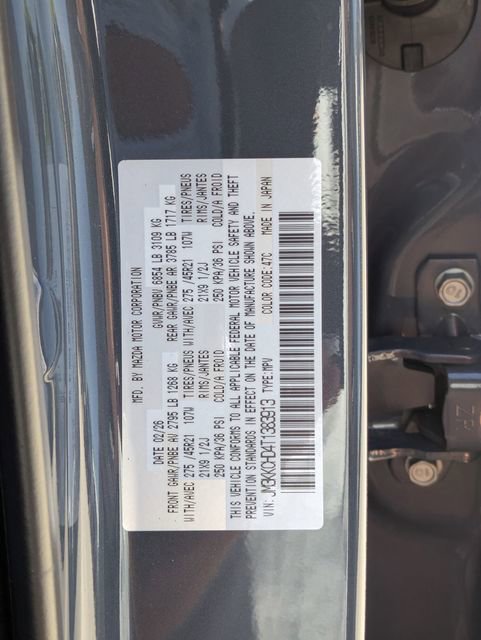 MFD. BY MAZDA MOTOR CORPORATION
DATE 02/26 GVWR/PNBV 6854 LB 3109 KG
FRONT GAWR/PNBE AV 2795 LB 1268 KG REAR GAWR/PNBE AR 3785 LB 1717 KG
WITH/AVEC 275 /45R21 107W TIRES/PNEUS WITH/AVEC 275 /45R21 107W TIRES/PNEUS
21X9 1/2J RIMS/JANTES 21X9 1/2J RIMS/JANTES
250 KPA/36 PSI COLD/A FROID 250 KPA/36 PSI COLD/A FROID
THIS VEHICLE CONFORMS TO ALL APPLICABLE FEDERAL MOTOR VEHICLE SAFETY AND THEFT
PREVENTION STANDARDS IN EFFECT ON THE DATE OF MANUFACTURE SHOWN ABOVE.
VIN: JM3KKCHD4T1383913 TYPE:MPV COLOR CODE:47C MADE IN JAPAN